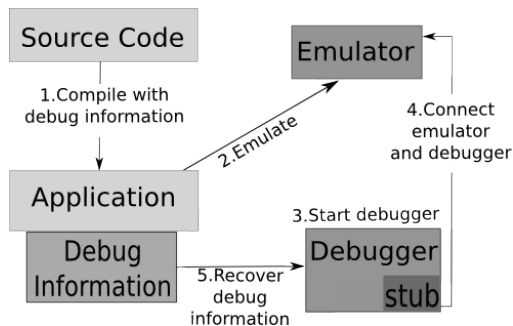 Source Code
1.Compile with
debug information
Application
Debug
Information
2.Emulate
Emulator
3.Start debugger
Debugger
stub
4.Connect
emulator
and debugger
5.Recover
debug
information